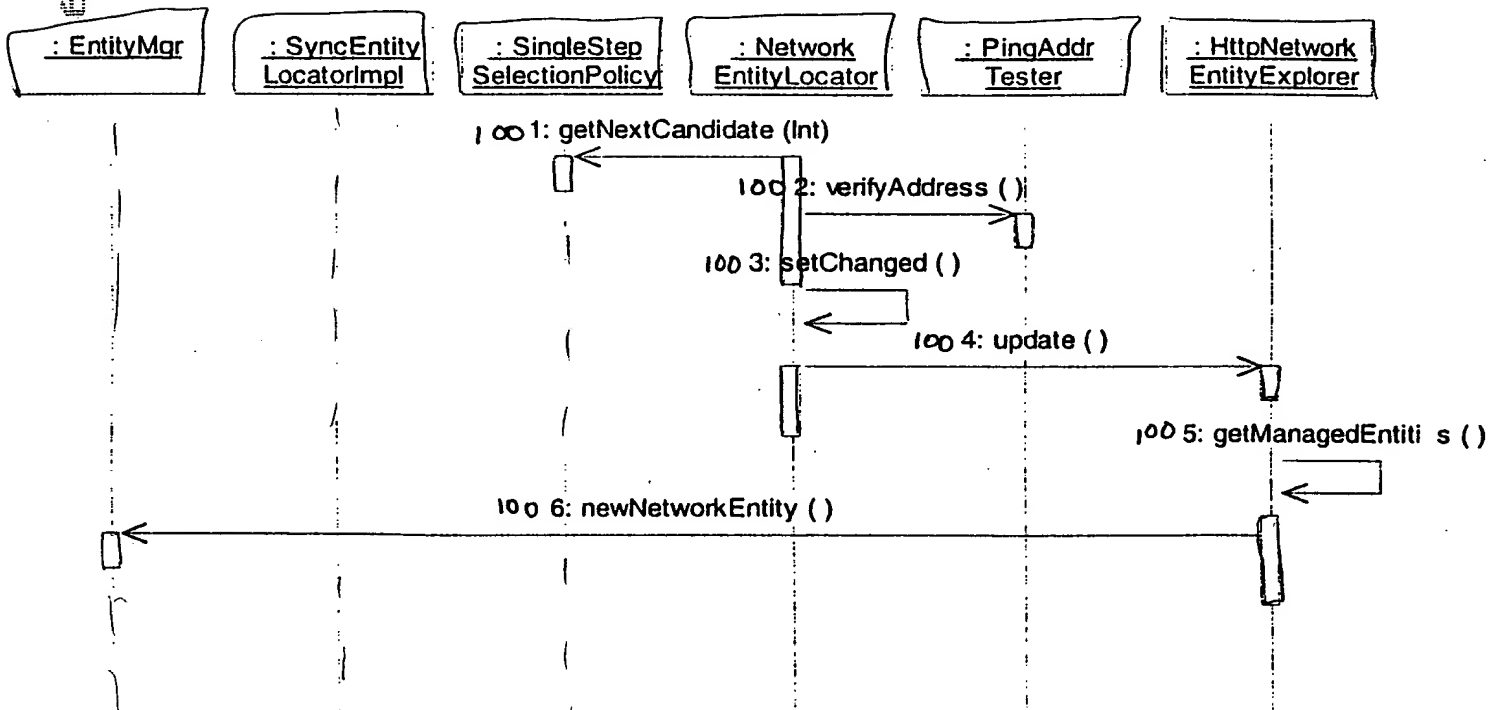 : EntityMgr
: SyncEntity
LocatorImpl
: SingleStep
SelectionPolicy
: Network
EntityLocator
: PingAddr
Tester
: HttpNetwork
EntityExplorer
100 1: getNextCandidate (Int)
100 2: verifyAddress ( )
100 3: setChanged ( )
100 4: update ( )
100 5: getManagedEntiti s ( )
100 6: newNetworkEntity ( )